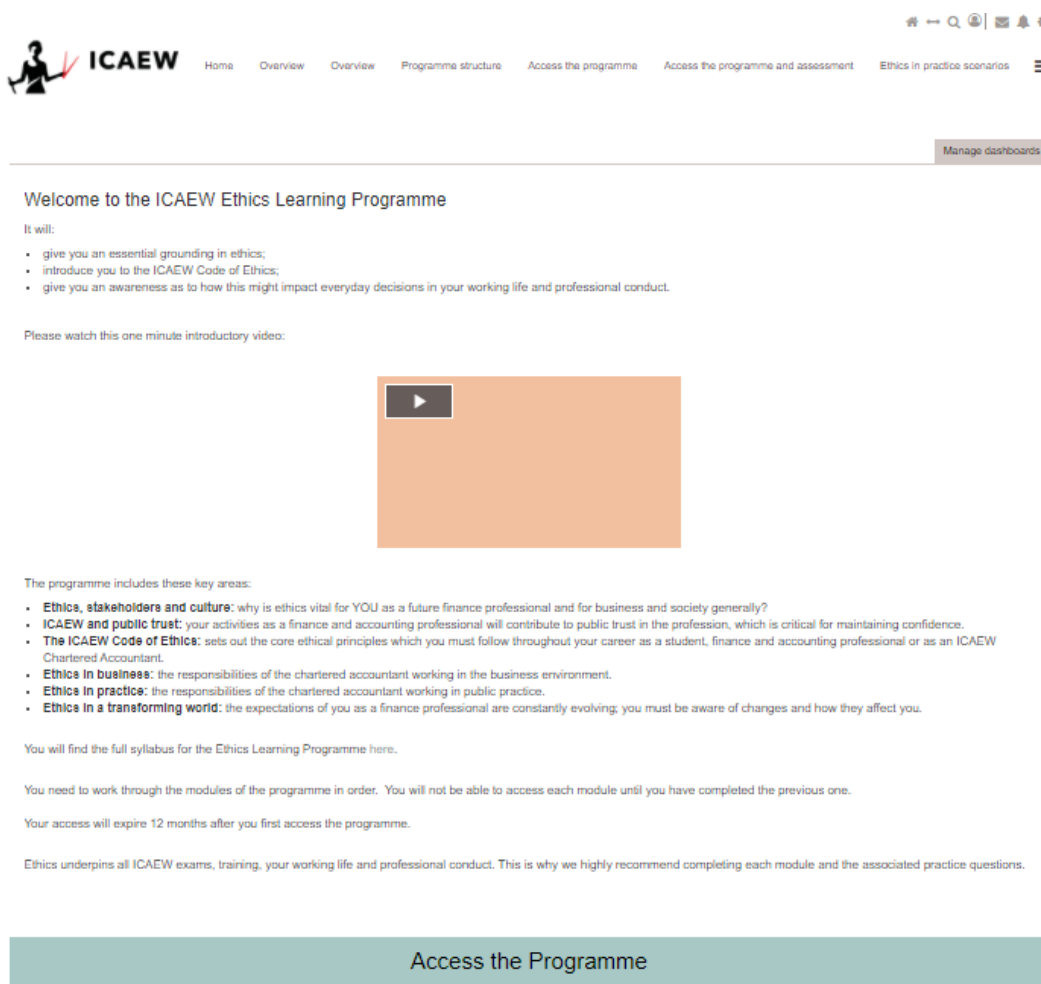 ICAEW
Home Overview Overview Programme structure Access the programme Access the programme and assessment Ethics in practice scenarios
Manage dashboards
Welcome to the ICAEW Ethics Learning Programme
It will:
• give you an essential grounding in ethics;
• introduce you to the ICAEW Code of Ethics;
• give you an awareness as to how this might impact everyday decisions in your working life and professional conduct.
Please watch this one minute introductory video:
The programme includes these key areas:
• Ethics, stakeholders and culture: why is ethics vital for YOU as a future finance professional and for business and society generally?
• ICAEW and public trust: your activities as a finance and accounting professional will contribute to public trust in the profession, which is critical for maintaining confidence.
• The ICAEW Code of Ethics: sets out the core ethical principles which you must follow throughout your career as a student, finance and accounting professional or as an ICAEW
Chartered Accountant.
• Ethics in business: the responsibilities of the chartered accountant working in the business environment.
• Ethics in practice: the responsibilities of the chartered accountant working in public practice.
• Ethics in a transforming world: the expectations of you as a finance professional are constantly evolving; you must be aware of changes and how they affect you.
You will find the full syllabus for the Ethics Learning Programme here.
You need to work through the modules of the programme in order. You will not be able to access each module until you have completed the previous one.
Your access will expire 12 months after you first access the programme.
Ethics underpins all ICAEW exams, training, your working life and professional conduct. This is why we highly recommend completing each module and the associated practice questions.
Access the Programme